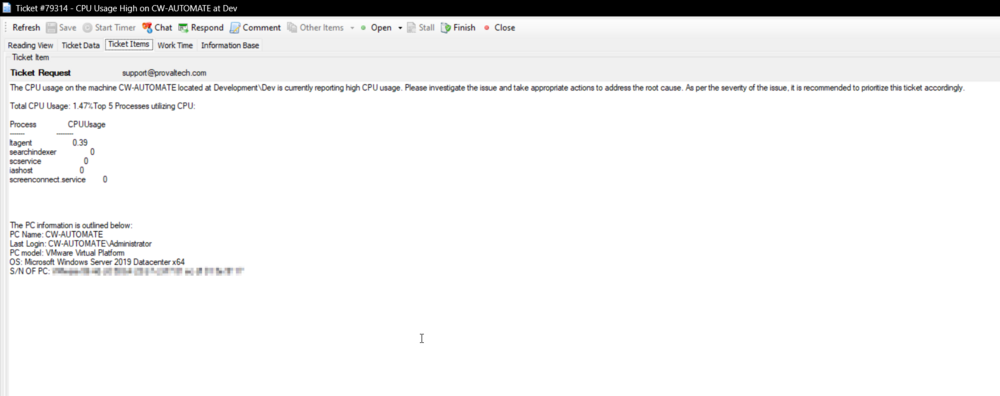 Ticket #79314 - CPU Usage High on CW-AUTOMATE at Dev
Refresh Save Start Timer Chat Respond Comment Other Items Open Stall Finish Close
Reading View Ticket Data Ticket Items Work Time Information Base
Ticket Item
Ticket Request support@provaltech.com
The CPU usage on the machine CW-AUTOMATE located at Development\Dev is currently reporting high CPU usage. Please investigate the issue and take appropriate actions to address the root cause. As per the severity of the issue, it is recommended to prioritize this ticket accordingly.
Total CPU Usage: 1.47%Top 5 Processes utilizing CPU:
Process CPUUsage
------- --------
ltagent 0.39
searchindexer 0
scservice 0
iashost 0
screenconnect.service 0
The PC information is outlined below:
PC Name: CW-AUTOMATE
Last Login: CW-AUTOMATE\Administrator
PC model: VMware Virtual Platform
OS: Microsoft Windows Server 2019 Datacenter x64
S/N OF PC: